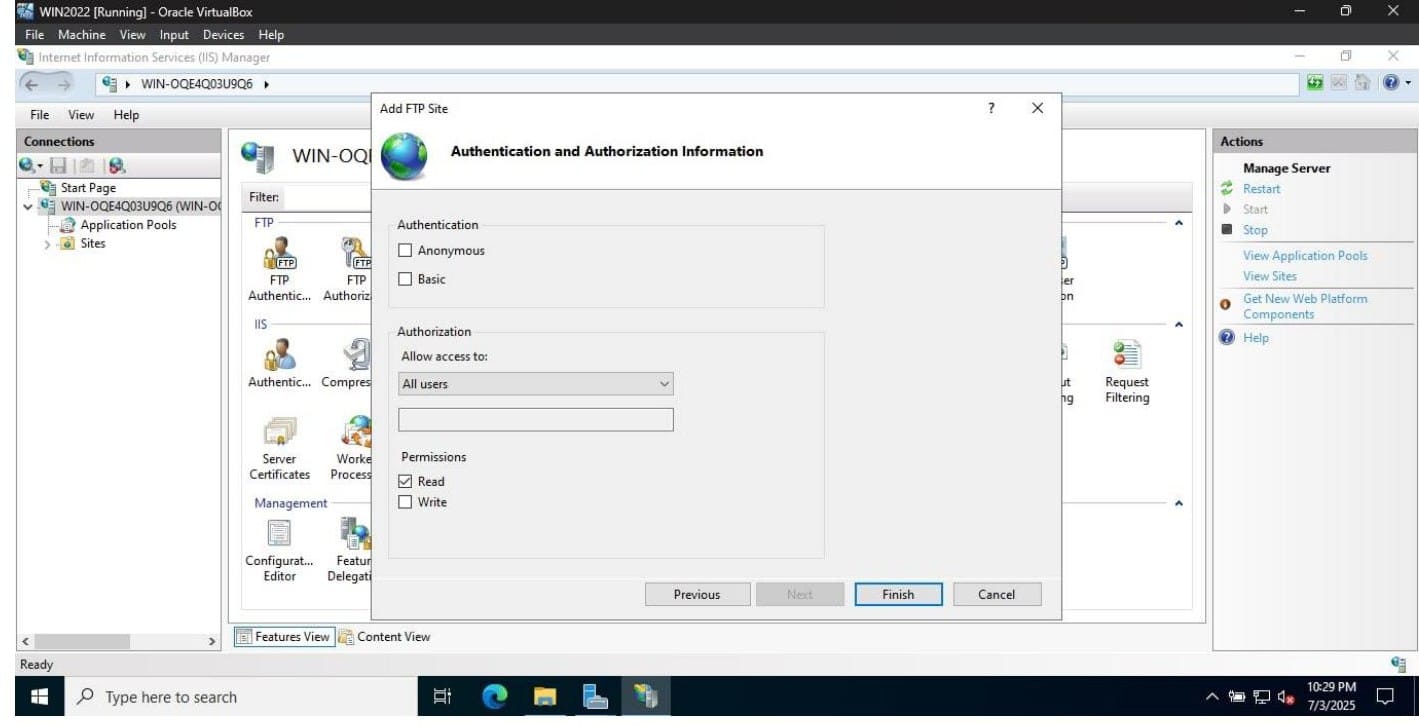 WIN2022 [Running] - Oracle VirtualBox
File Machine View Input Devices Help
Internet Information Services (IIS) Manager
WIN-OQE4Q03U9Q6
File View Help
Connections
Start Page
WIN-OQE4Q03U9Q6 (WIN-OQ
Application Pools
Sites
WIN-OQ
Filter:
FTP
FTP
FTP Authentic...
FTP
FTP Authoriz
IIS
Authentic...
Compres
Server Certificates
Worke
Process
Management
Configurat... Editor
Featur
Delegati
Features View
Content View
Add FTP Site
?
Authentication and Authorization Information
Authentication
Anonymous
Basic
Authorization
Allow access to:
All users
Permissions
Read
Write
Previous
Next
Finish
Cancel
er
on
ut
ng
Request
Filtering
Actions
Manage Server
Restart
Start
Stop
View Application Pools
View Sites
Get New Web Platform
Components
Help
Ready
Type here to search
10:29 PM
7/3/2025